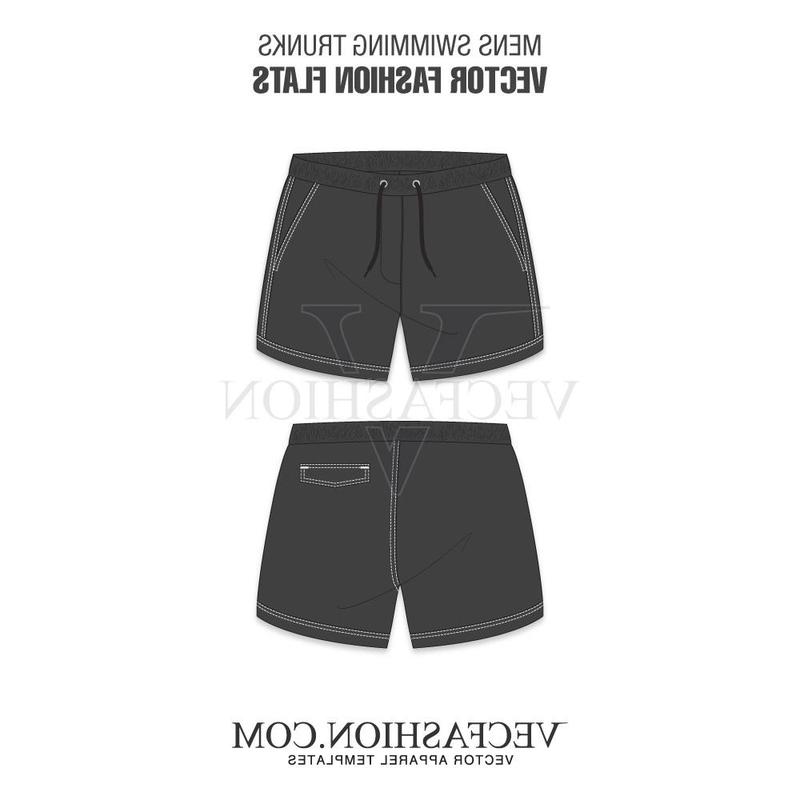 MENS SWIMMING TRUNKS
VECTOR FASHION FLATS
VECFASHION
VECFASHION.COM
VECTOR APPAREL TEMPLATES